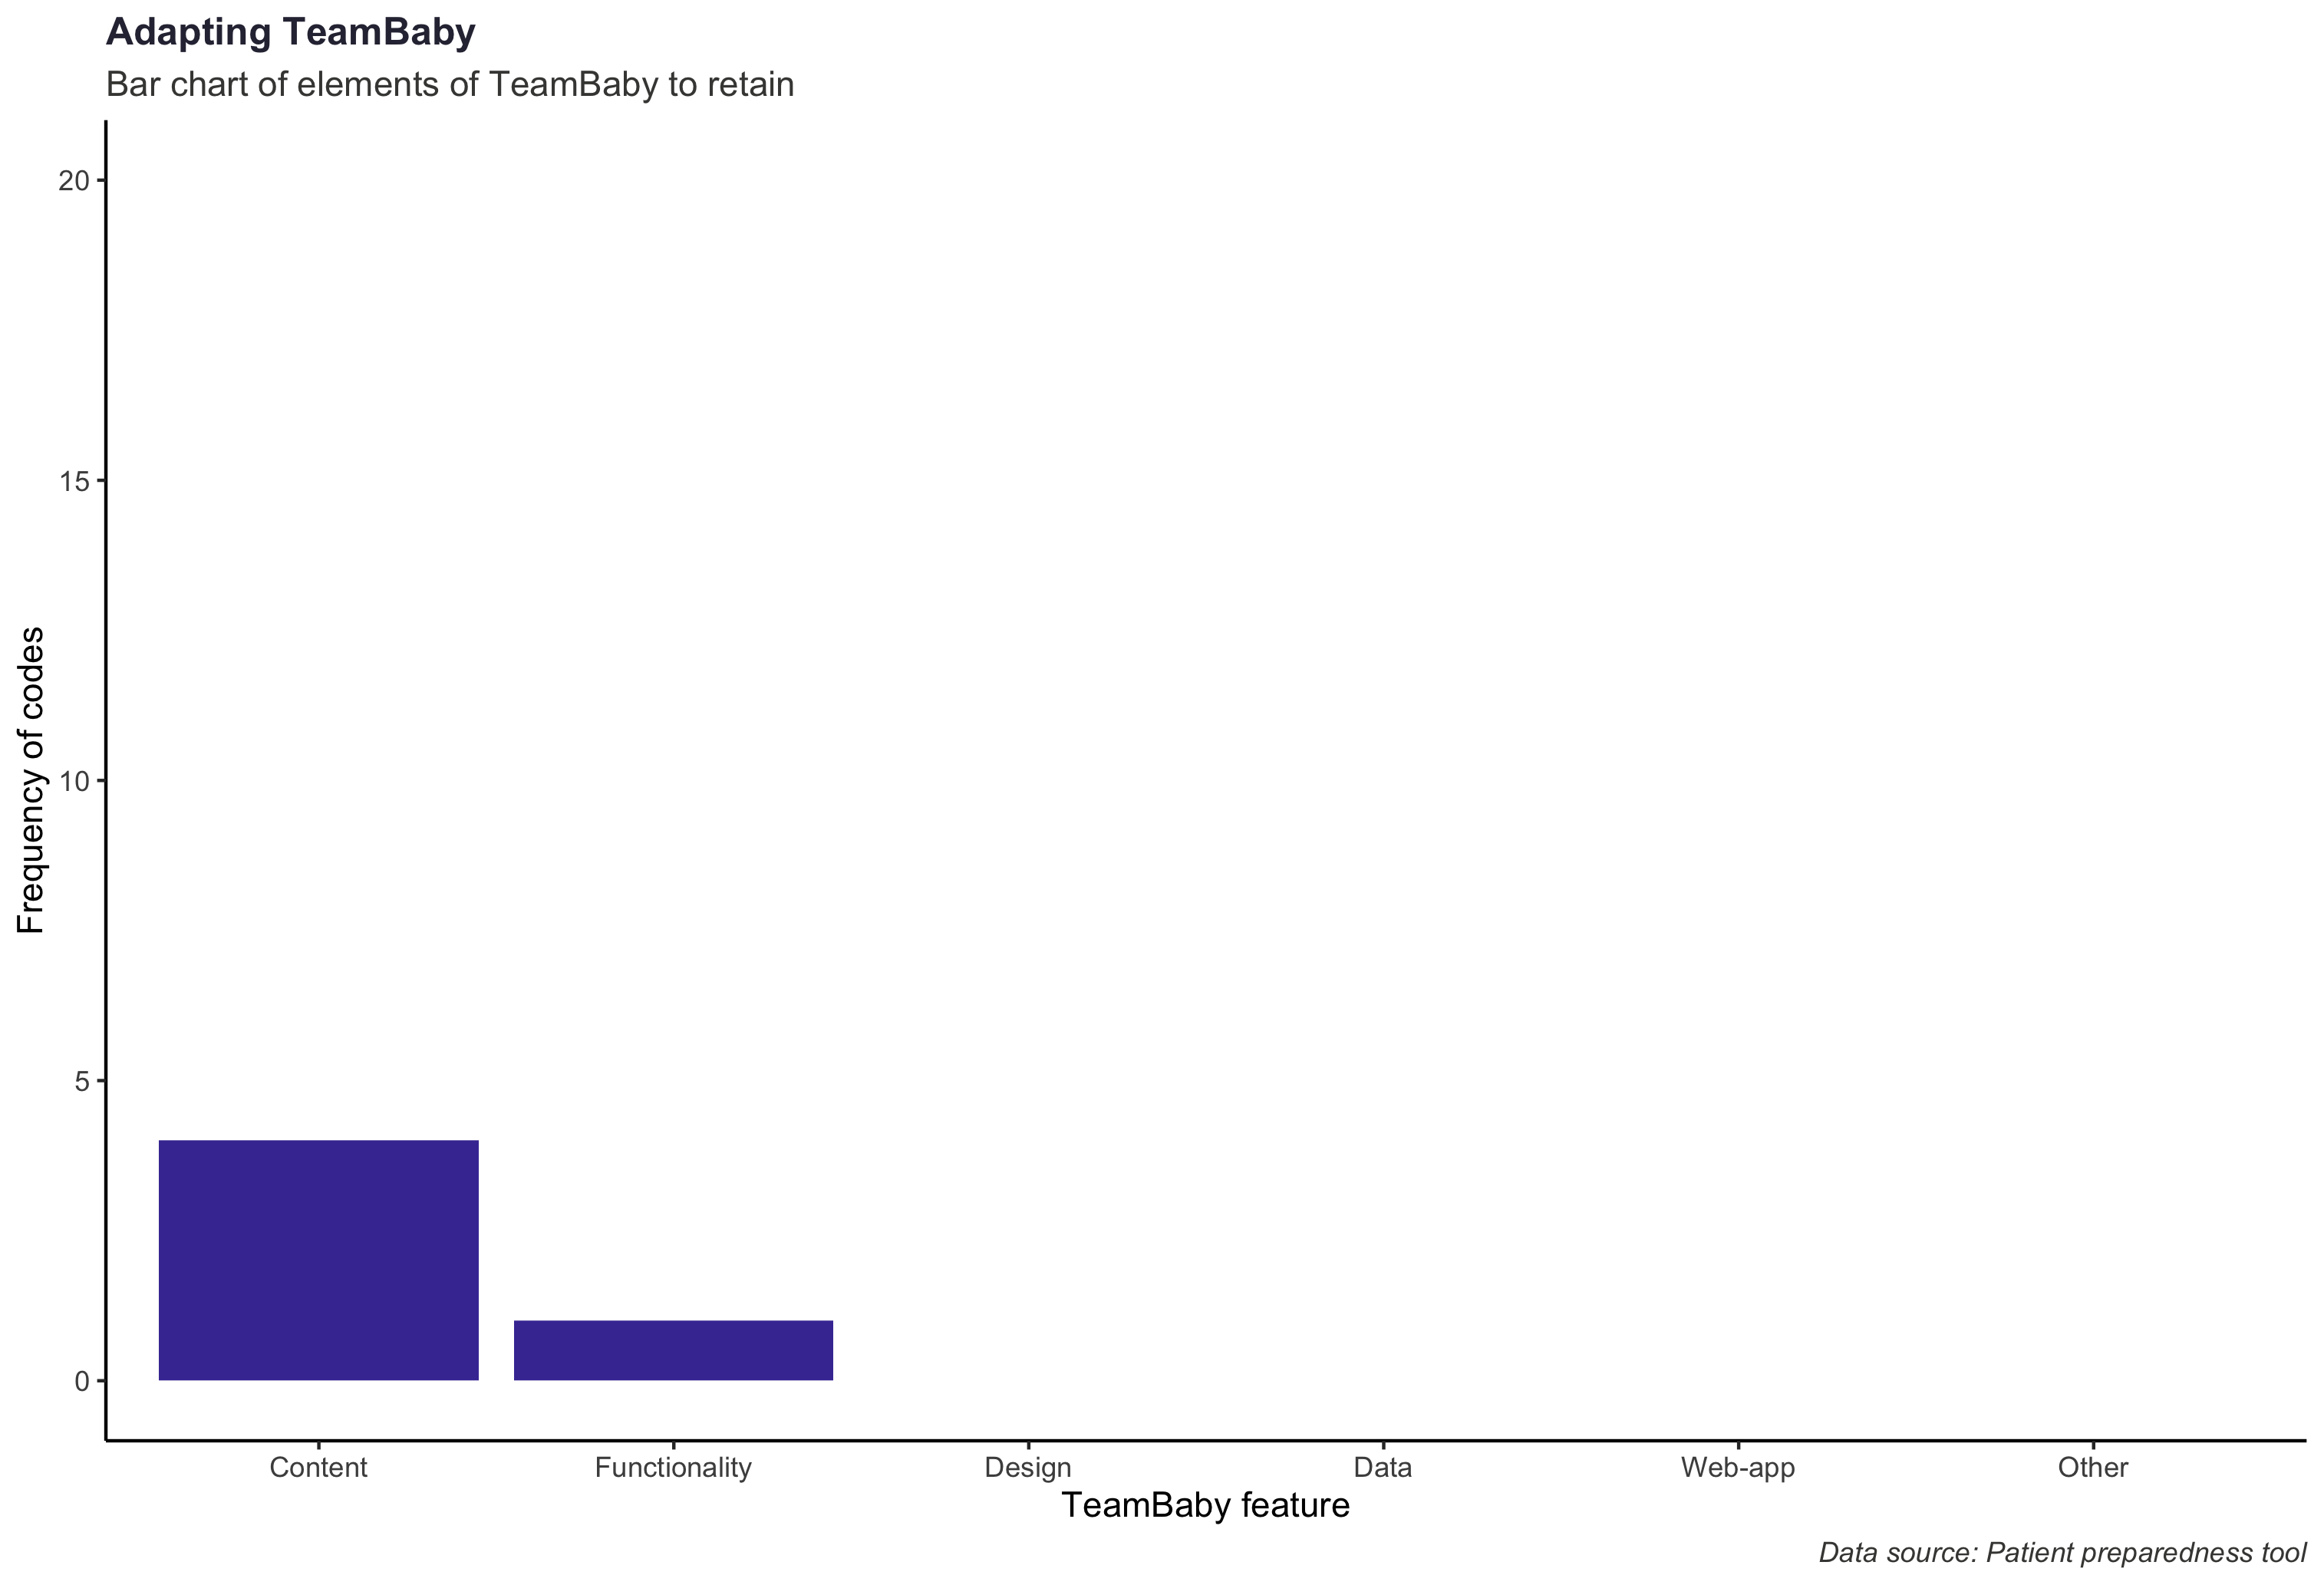 Adapting TeamBaby
Bar chart of elements of TeamBaby to retain
Frequency of codes
20
15
10
5
0
Content Functionality Design Data Web-app Other
TeamBaby feature
Data source: Patient preparedness tool